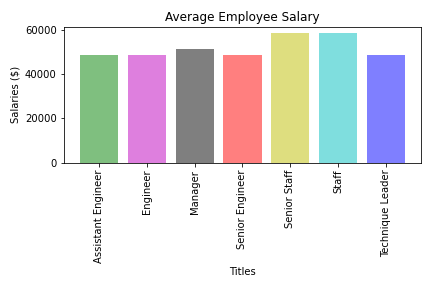 Average Employee Salary
Salaries ($)
60000
40000
20000
0
Assistant Engineer
Engineer
Manager
Senior Engineer
Senior Staff
Staff
Technique Leader
Titles